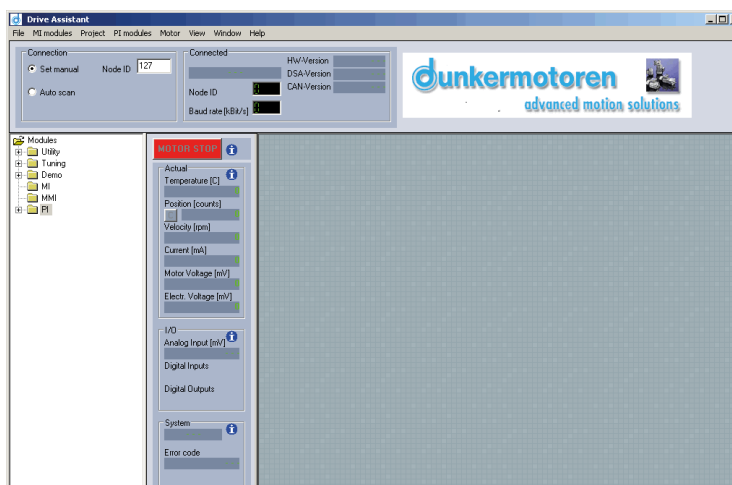 Drive Assistant
File MI modules Project PI modules Motor View Window Help
Connection
Set manual Node ID 127
Auto scan
Connected
HW-Version
DSA-Version
CAN-Version
Node ID
Baud rate [kBit/s]
dunkermotoren
advanced motion solutions
Modules
Utility
Tuning
Demo
MI
MMI
PI
MOTOR STOP
Actual
Temperature [C]
Position [counts]
Velocity [rpm]
Current [mA]
Motor Voltage [mV]
Electr. Voltage [mV]
I/O
Analog Input [mV]
Digital Inputs
Digital Outputs
System
Error code